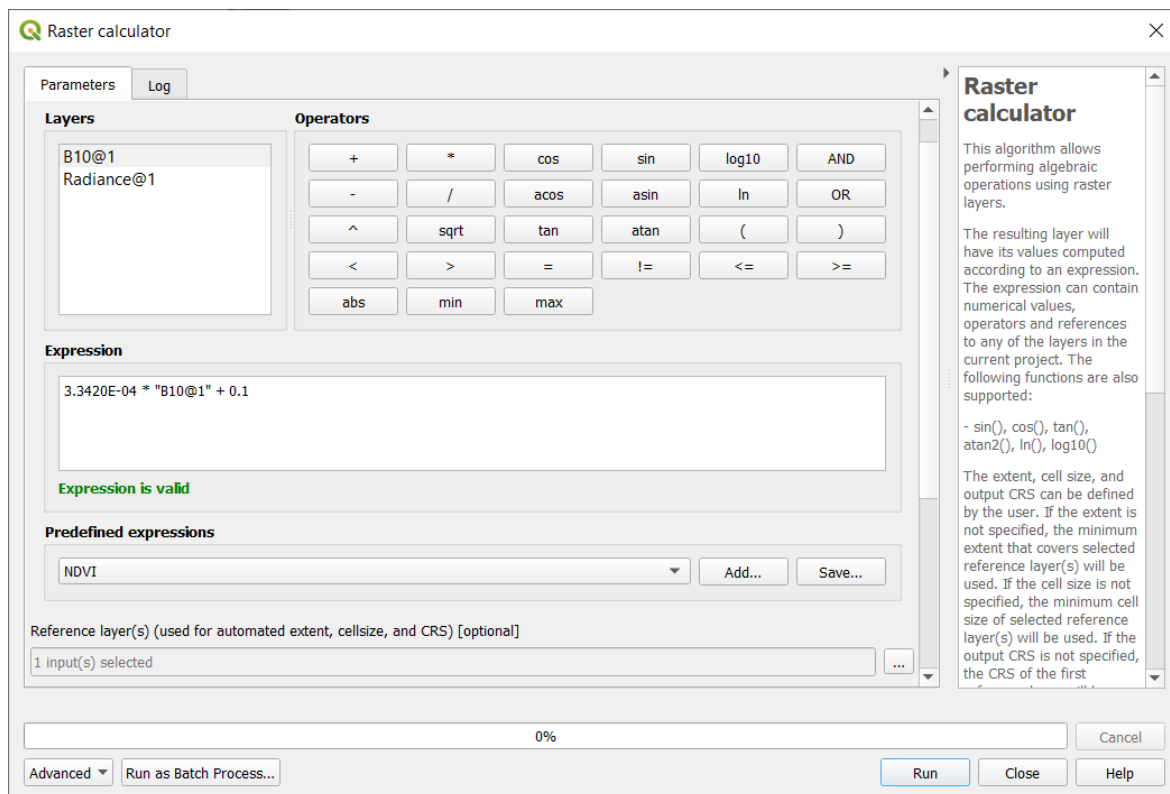 Raster calculator
Parameters
Log
Layers
B10@1
Radiance@1
Operators
+ * cos sin log10 AND
- / acos asin ln OR
^ sqrt tan atan ( )
< > = != <= >=
abs min max
Expression
3.3420E-04 * "B10@1" + 0.1
Expression is valid
Predefined expressions
NDVI
Add...
Save...
Reference layer(s) (used for automated extent, cellsize, and CRS) [optional]
1 input(s) selected
...
Raster
calculator
This algorithm allows
performing algebraic
operations using raster
layers.
The resulting layer will
have its values computed
according to an expression.
The expression can contain
numerical values,
operators and references
to any of the layers in the
current project. The
following functions are also
supported:
- sin(), cos(), tan(),
atan2(), ln(), log10()
The extent, cell size, and
output CRS can be defined
by the user. If the extent is
not specified, the minimum
extent that covers selected
reference layer(s) will be
used. If the cell size is not
specified, the minimum cell
size of selected reference
layer(s) will be used. If the
output CRS is not specified,
the CRS of the first
0%
Cancel
Advanced
Run as Batch Process...
Run
Close
Help